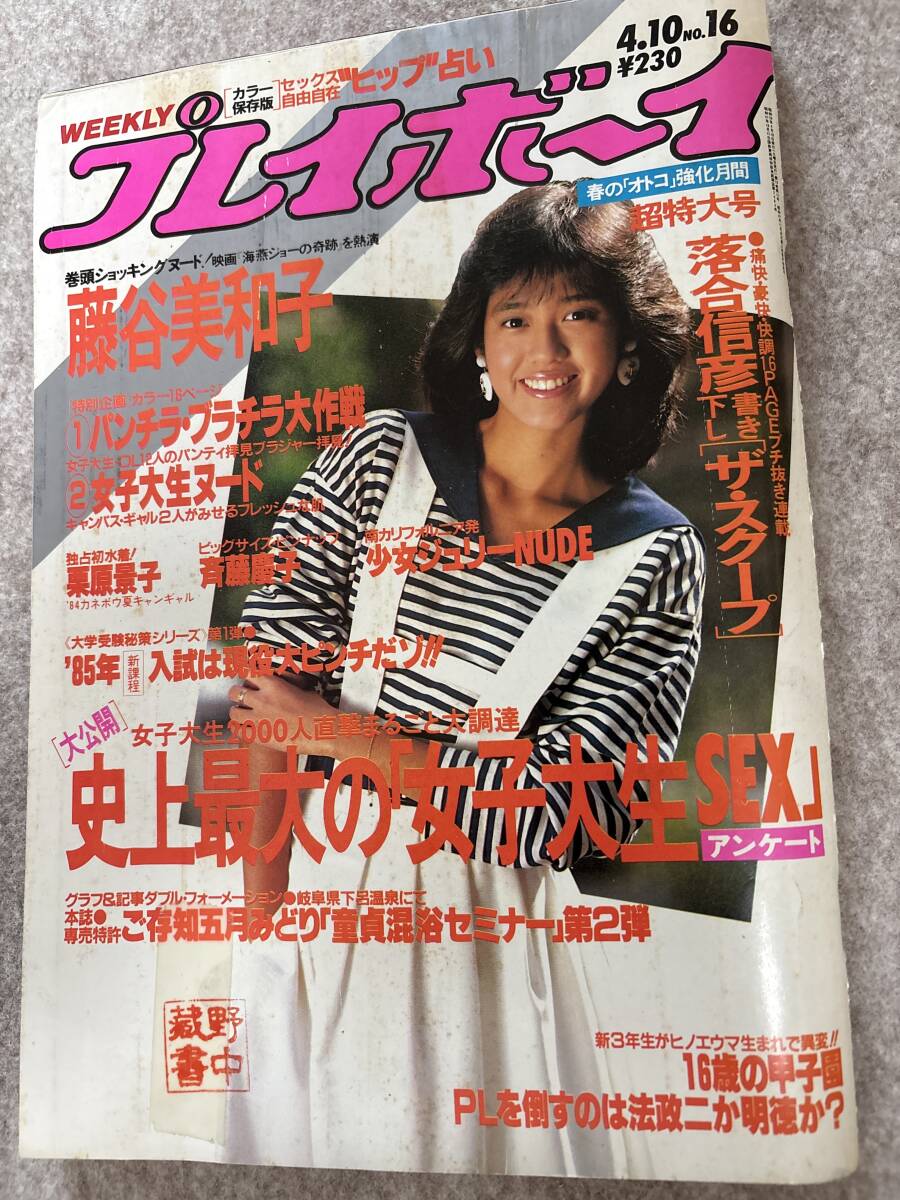 4.10 NO.16
¥230
カラー保存版
セックス自由自在
"ヒップ"占い
WEEKLY
プレイボーイ
春の「オトコ」強化月間
超特大号
●痛快・豪快・快調16PAGEブチ抜き連載
落合信彦 書き下し[ザ・スクープ]
巻頭ショッキングヌード!映画「海燕ジョーの奇跡」を熱演
藤谷美和子
特別企画 カラー16ページ
①パンチラ・ブラチラ大作戦
女子大生・OL12人のパンティ拝見ブラジャー拝見!
②女子大生ヌード
キャンパス・ギャル2人がみせるフレッシュな肌
独占初水着!
栗原景子
'84カネボウ夏キャンギャル
ビッグサイズ・ピンナップ
斉藤慶子
南カリフォルニア発
少女ジュリーNUDE
《大学受験秘策シリーズ》第1弾●
'85年[新課程]入試は現役大ピンチだゾ!!
[大公開]
女子大生2000人直撃まるごと大調達
史上最大の「女子大生SEX」
アンケート
グラフ&記事ダブル・フォーメーション●岐阜県下呂温泉にて
本誌●専売特許
ご存知五月みどり「童貞混浴セミナー」第2弾
野中蔵書
新3年生がヒノエウマ生まれで異変!!
16歳の甲子園
PLを倒すのは法政二か明徳か?